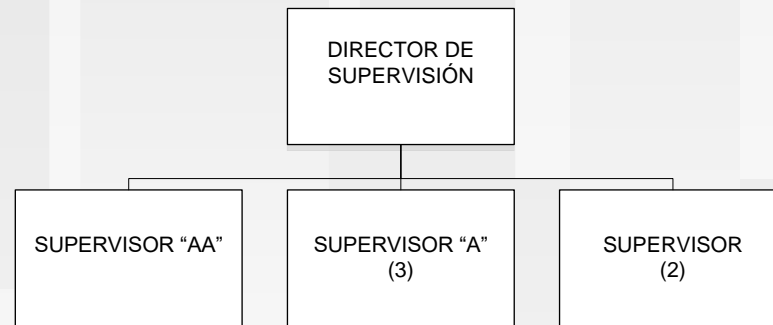 DIRECTOR DE
SUPERVISIÓN
SUPERVISOR “AA”
SUPERVISOR “A”
(3)
SUPERVISOR
(2)